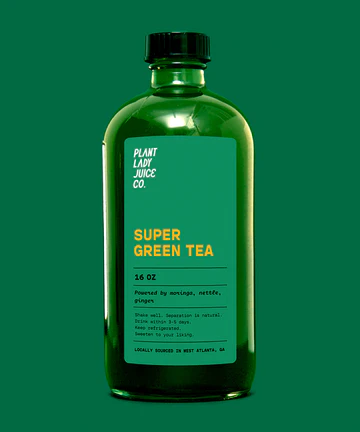 PLANT
LADY
JUICE
CO.
SUPER
GREEN TEA
16 OZ
Powered by moringa, nettle,
ginger
Shake well. Separation is natural.
Drink within 3-5 days.
Keep refrigerated.
Sweeten to your liking.
LOCALLY SOURCED IN WEST ATLANTA, GA